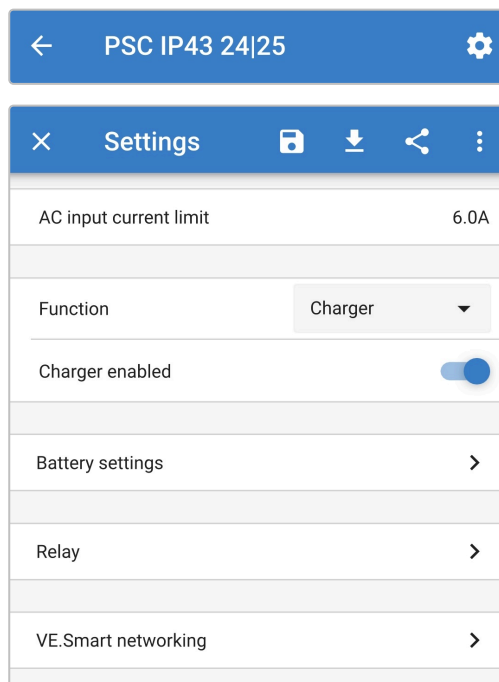 PSC IP43 24|25
Settings
AC input current limit 6.0A
Function Charger
Charger enabled
Battery settings
Relay
VE.Smart networking